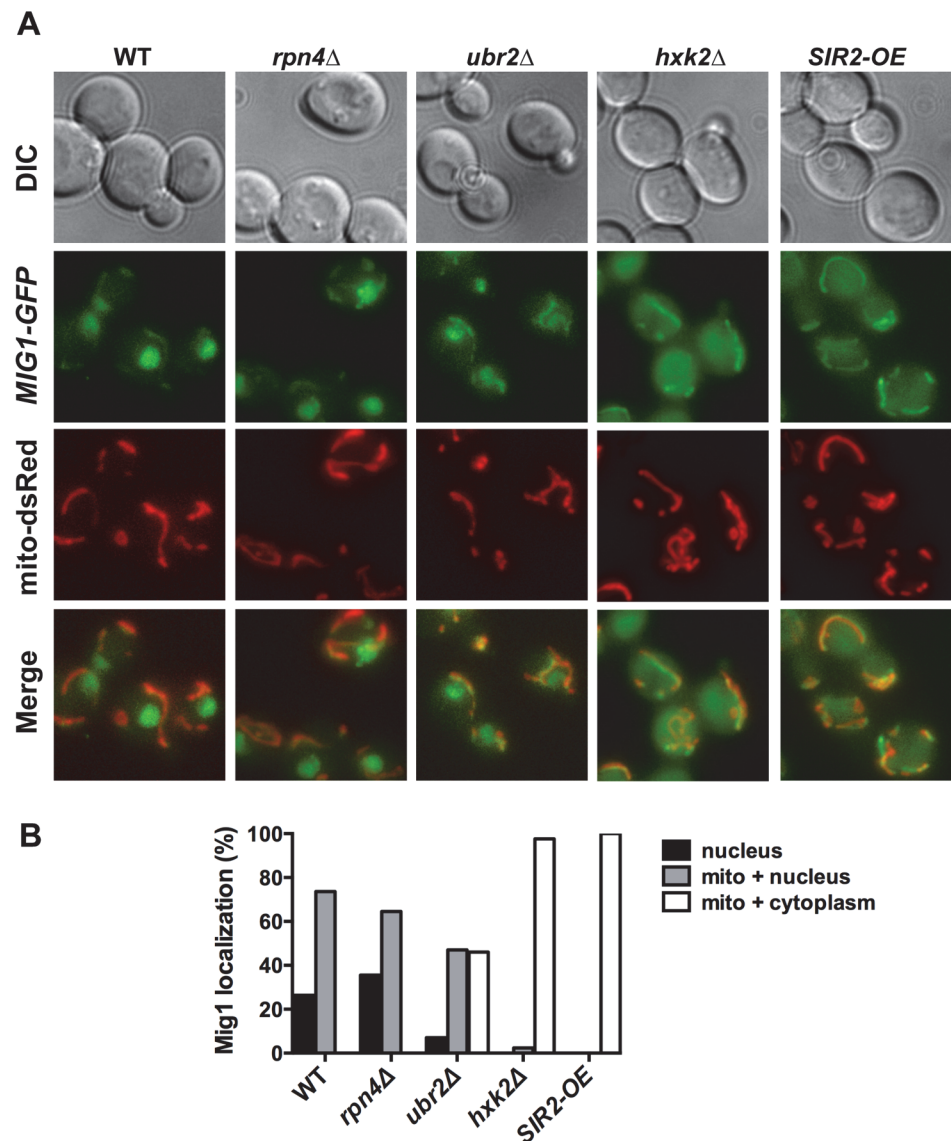 A
WT rpn4Δ ubr2Δ hxk2Δ SIR2-OE
DIC
MIG1-GFP
mito-dsRed
Merge
B
Mig1 localization (%)
100
80
60
40
20
0
nucleus
mito + nucleus
mito + cytoplasm
WT rpn4Δ ubr2Δ hxk2Δ SIR2-OE